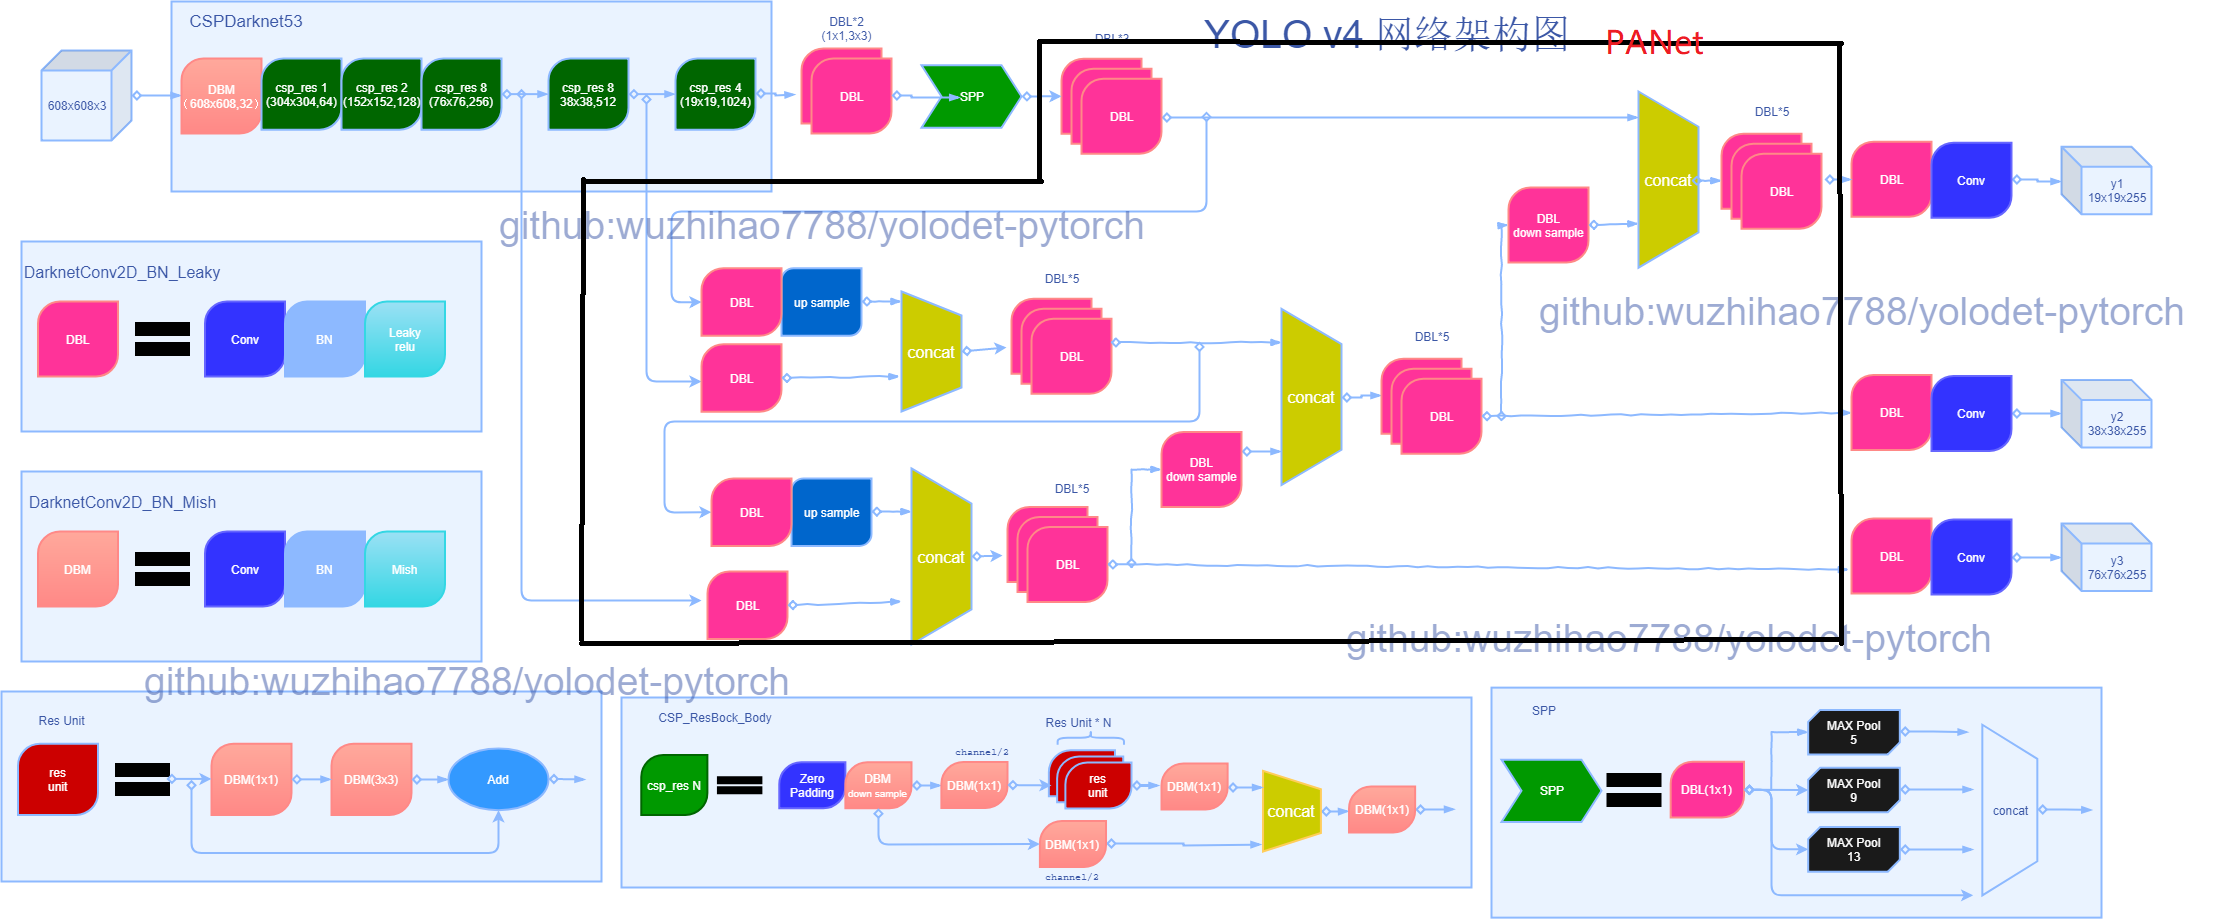 YOLO v4 网络架构图
PANet
CSPDarknet53
608x608x3
DBM
(608x608,32)
csp_res 1
(304x304,64)
csp_res 2
(152x152,128)
csp_res 8
(76x76,256)
csp_res 8
38x38,512
csp_res 4
(19x19,1024)
DBL*2
(1x1,3x3)
DBL
SPP
DBL
concat
DBL*5
DBL
DBL
Conv
y1
19x19x255
DBL
down sample
github:wuzhihao7788/yolodet-pytorch
github:wuzhihao7788/yolodet-pytorch
DarknetConv2D_BN_Leaky
DBL
Conv
BN
Leaky
relu
DBL
up sample
DBL
concat
DBL*5
DBL
concat
DBL*5
DBL
DBL
Conv
y2
38x38x255
DBL
down sample
DarknetConv2D_BN_Mish
DBM
Conv
BN
Mish
DBL
up sample
DBL
concat
DBL*5
DBL
DBL
Conv
y3
76x76x255
github:wuzhihao7788/yolodet-pytorch
github:wuzhihao7788/yolodet-pytorch
Res Unit
res
unit
DBM(1x1)
DBM(3x3)
Add
CSP_ResBock_Body
csp_res N
Zero
Padding
DBM
down sample
channel/2
DBM(1x1)
Res Unit * N
res
unit
DBM(1x1)
DBM(1x1)
channel/2
concat
DBM(1x1)
SPP
SPP
DBL(1x1)
MAX Pool
5
MAX Pool
9
MAX Pool
13
concat